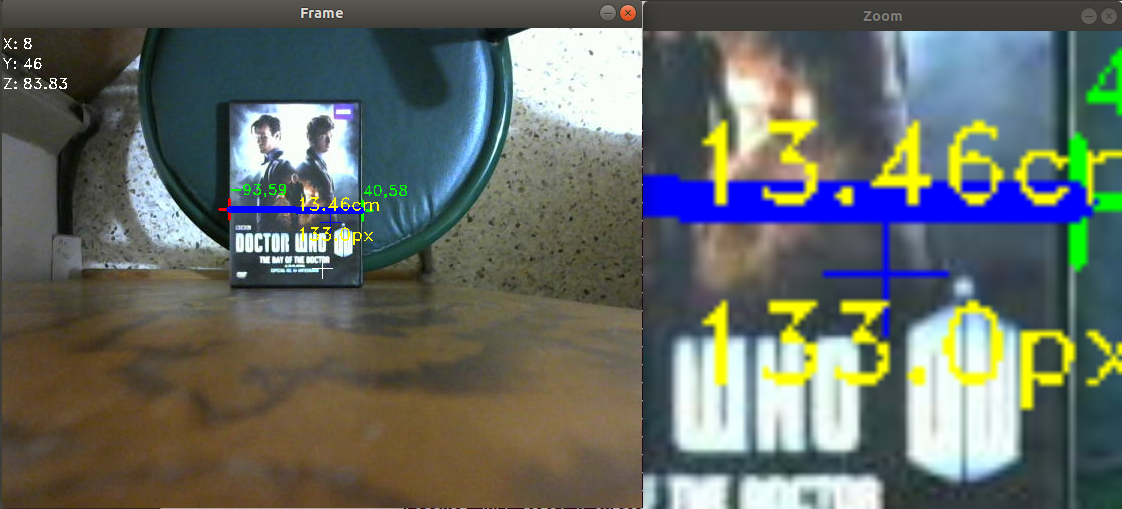 Frame
X: 8
Y: 46
Z: 83.83
BBC
-93,59
40,58
13.46cm
133.0px
DOCTOR WHO
THE DAY OF THE DOCTOR
DVD
Zoom
4
13.46cm
133.0px
WHO
THE DOCTOR